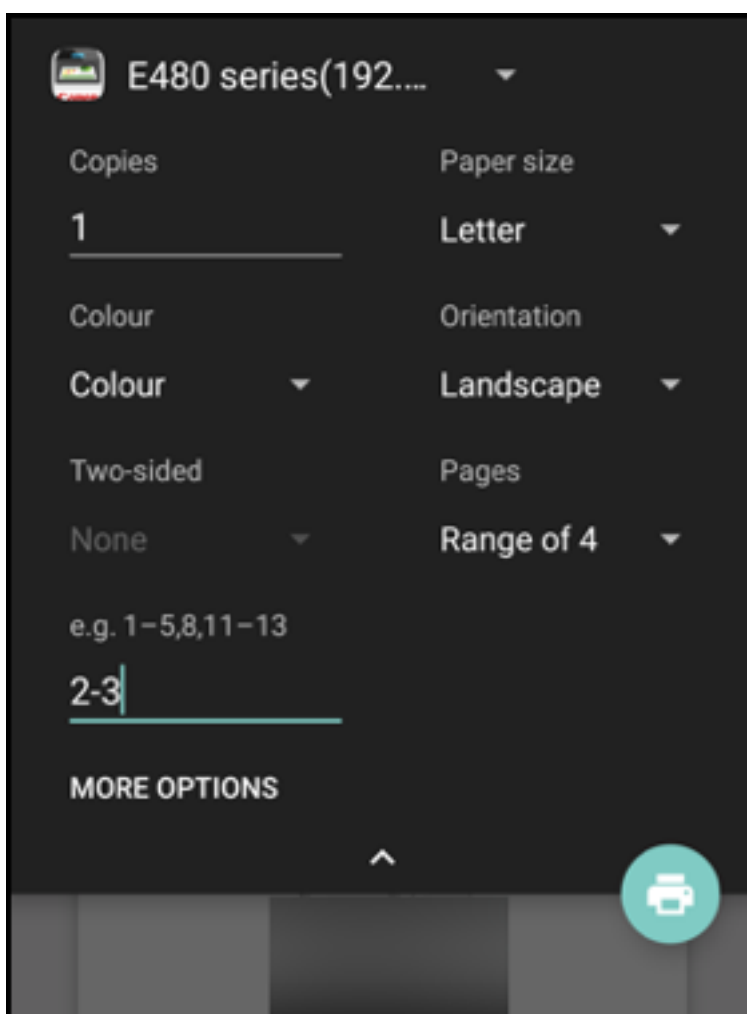 E480 series(192....
Copies
Paper size
1
Letter
Colour
Orientation
Colour
Landscape
Two-sided
Pages
None
Range of 4
e.g. 1–5,8,11–13
2-3
MORE OPTIONS